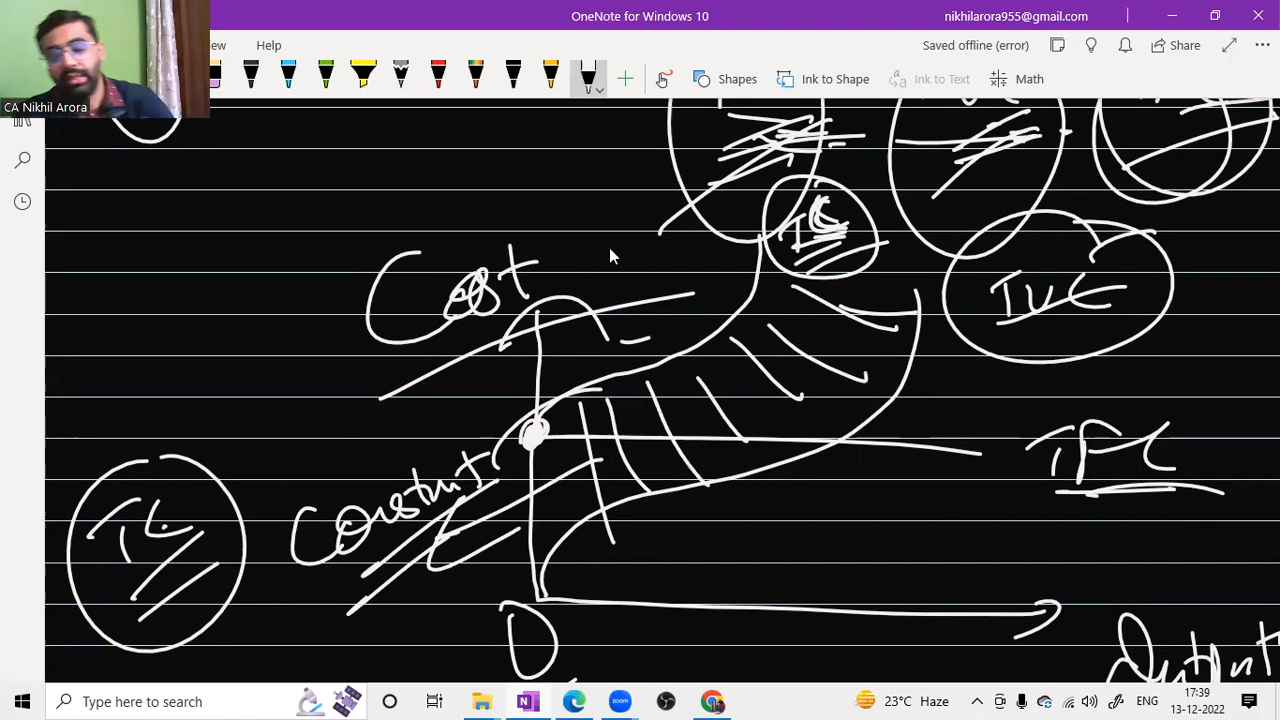 OneNote for Windows 10
nikhilarora955@gmail.com
Help
Saved offline (error)
Share
Shapes
Ink to Shape
Ink to Text
Math
CA Nikhil Arora
TC
Cost
TVC
TFC
Constant
TC
O
Output
Type here to search
23°C Haze
ENG
17:39
13-12-2022